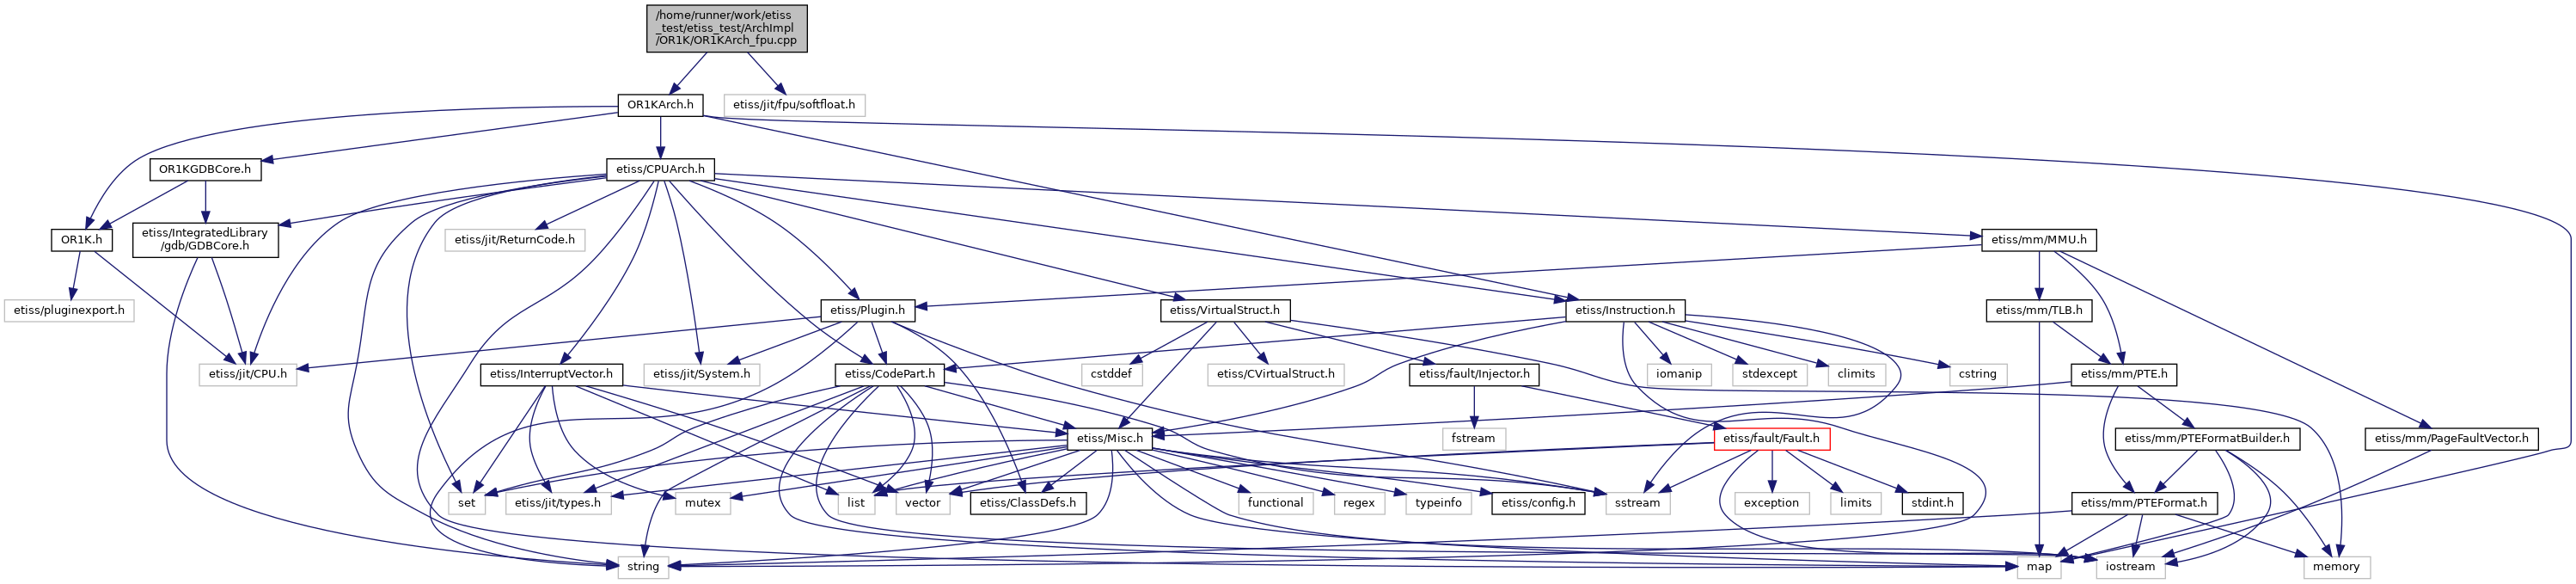 /home/runner/work/etiss
_test/etiss_test/ArchImpl
/OR1K/OR1KArch_fpu.cpp
OR1KArch.h
etiss/jit/fpu/softfloat.h
OR1KGDBCore.h
etiss/CPUArch.h
OR1K.h
etiss/IntegratedLibrary
/gdb/GDBCore.h
etiss/jit/ReturnCode.h
etiss/mm/MMU.h
etiss/pluginexport.h
etiss/Plugin.h
etiss/VirtualStruct.h
etiss/Instruction.h
etiss/mm/TLB.h
etiss/jit/CPU.h
etiss/InterruptVector.h
etiss/jit/System.h
etiss/CodePart.h
cstddef
etiss/CVirtualStruct.h
etiss/fault/Injector.h
iomanip
stdexcept
climits
cstring
etiss/mm/PTE.h
etiss/Misc.h
fstream
etiss/fault/Fault.h
etiss/mm/PTEFormatBuilder.h
etiss/mm/PageFaultVector.h
set
etiss/jit/types.h
mutex
list
vector
etiss/ClassDefs.h
functional
regex
typeinfo
etiss/config.h
sstream
exception
limits
stdint.h
etiss/mm/PTEFormat.h
string
map
iostream
memory